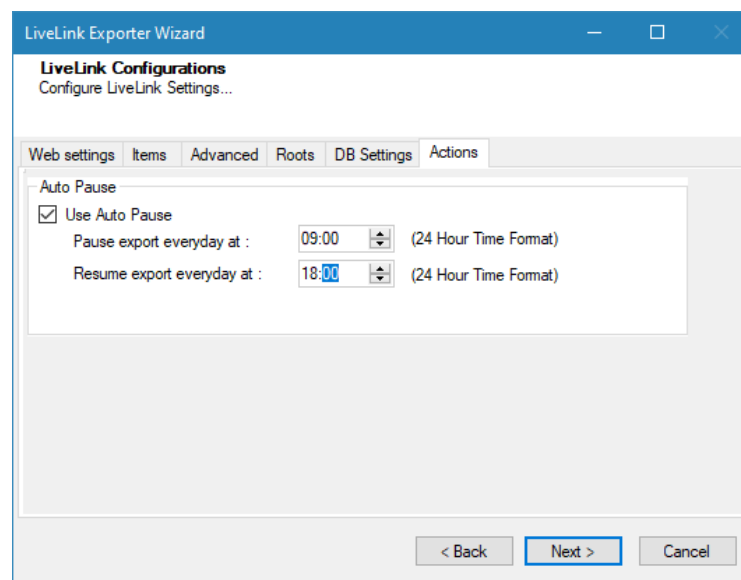 LiveLink Exporter Wizard
LiveLink Configurations
Configure LiveLink Settings...
Web settings Items Advanced Roots DB Settings Actions
Auto Pause
Use Auto Pause
Pause export everyday at : 09:00 (24 Hour Time Format)
Resume export everyday at : 18:00 (24 Hour Time Format)
< Back Next > Cancel